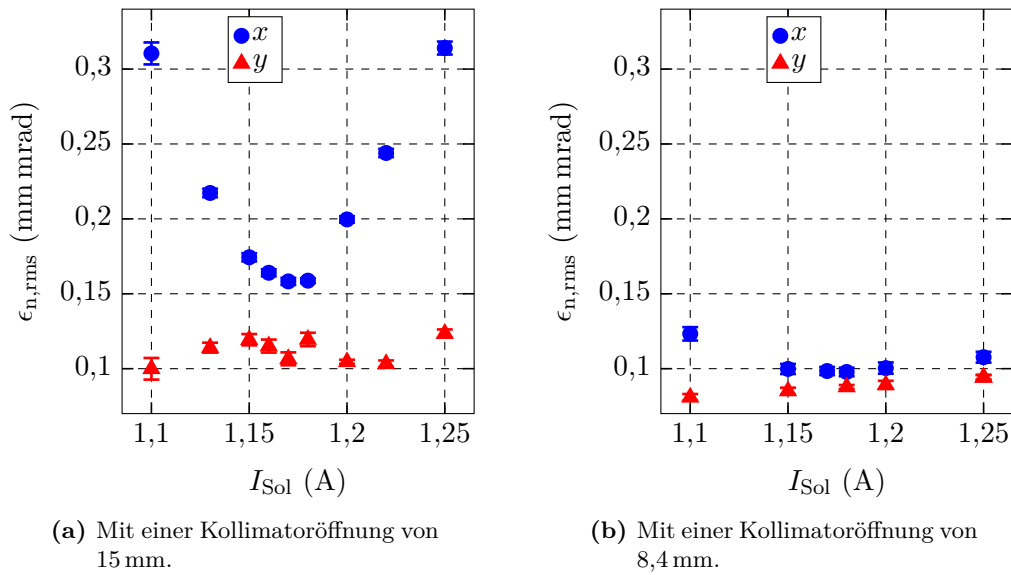 x
y
0,3
0,25
0,2
0,15
0,1
ϵn,rms (mm mrad)
1,1 1,15 1,2 1,25
ISol (A)
(a) Mit einer Kollimatoröffnung von
15 mm.
x
y
0,3
0,25
0,2
0,15
0,1
ϵn,rms (mm mrad)
1,1 1,15 1,2 1,25
ISol (A)
(b) Mit einer Kollimatoröffnung von
8,4 mm.